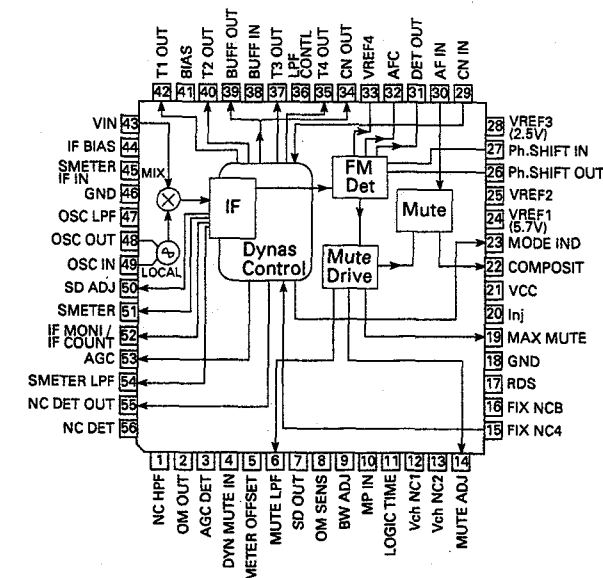 T1 OUT
BIAS
T2 OUT
BUFF OUT
BUFF IN
T3 OUT
LPF
CONTL
T4 OUT
CN OUT
VREF4
AFC
DET OUT
AF IN
CN IN
42 41 40 39 38 37 36 35 34 33 32 31 30 29
VIN 43
IF BIAS 44
SMETER
IF IN 45
GND 46
OSC LPF 47
OSC OUT 48
OSC IN 49
SD ADJ 50
SMETER 51
IF MONI /
IF COUNT 52
AGC 53
SMETER LPF 54
NC DET OUT 55
NC DET 56
MIX
LOCAL
IF
Dynas
Control
FM
Det
Mute
Mute
Drive
28 VREF3
(2.5V)
27 Ph.SHIFT IN
26 Ph.SHIFT OUT
25 VREF2
24 VREF1
(5.7V)
23 MODE IND
22 COMPOSIT
21 VCC
20 Inj
19 MAX MUTE
18 GND
17 RDS
16 FIX NCB
15 FIX NC4
1 2 3 4 5 6 7 8 9 10 11 12 13 14
NC HPF
OM OUT
AGC DET
DYN MUTE IN
METER OFFSET
MUTE LPF
SD OUT
OM SENS
BW ADJ
MP IN
LOGIC TIME
Vch NC1
Vch NC2
MUTE ADJ